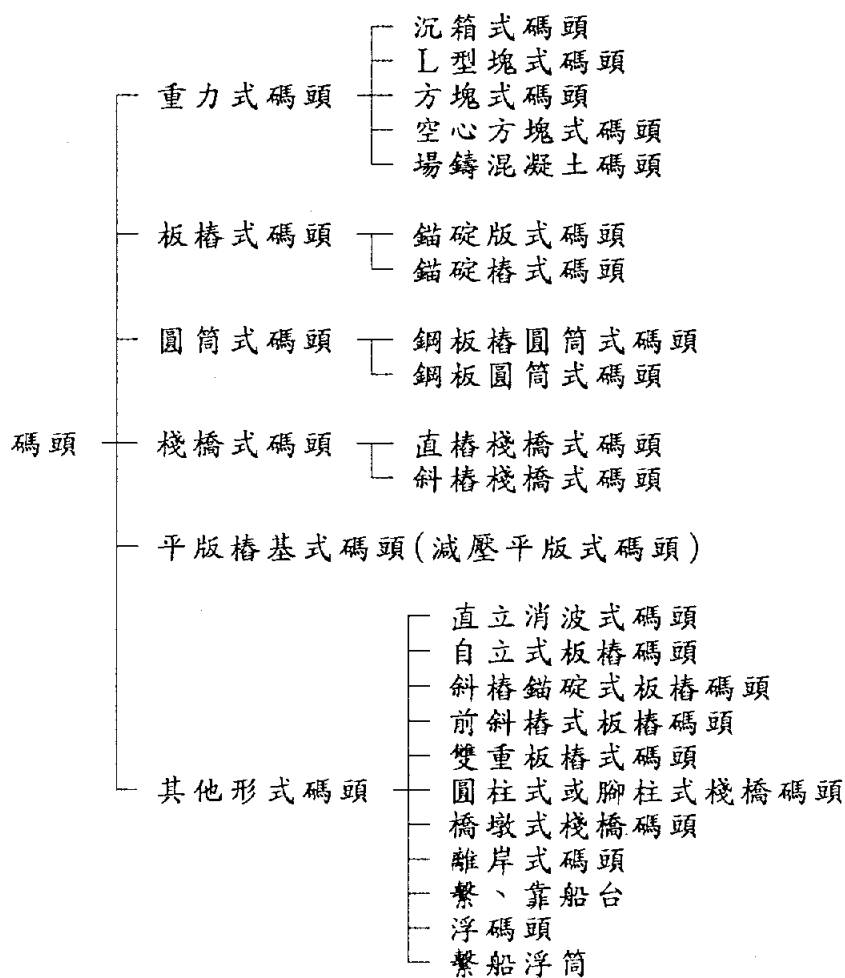 沉箱式碼頭
L型塊式碼頭
重力式碼頭
方塊式碼頭
空心方塊式碼頭
場鑄混凝土碼頭
板樁式碼頭
錨碇版式碼頭
錨碇樁式碼頭
圓筒式碼頭
鋼板樁圓筒式碼頭
鋼板圓筒式碼頭
碼頭
棧橋式碼頭
直樁棧橋式碼頭
斜樁棧橋式碼頭
平版樁基式碼頭(減壓平版式碼頭)
直立消波式碼頭
自立式板樁碼頭
斜樁錨碇式板樁碼頭
前斜樁式板樁碼頭
雙重板樁式碼頭
其他形式碼頭
圓柱式或腳柱式棧橋碼頭
橋墩式棧橋碼頭
離岸式碼頭
繫、靠船台
浮碼頭
繫船浮筒